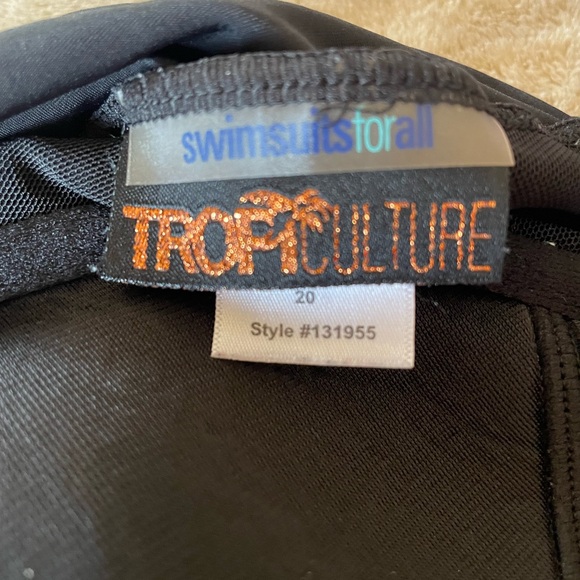 swimsuitsforall
TROPICULTURE
20
Style #131955